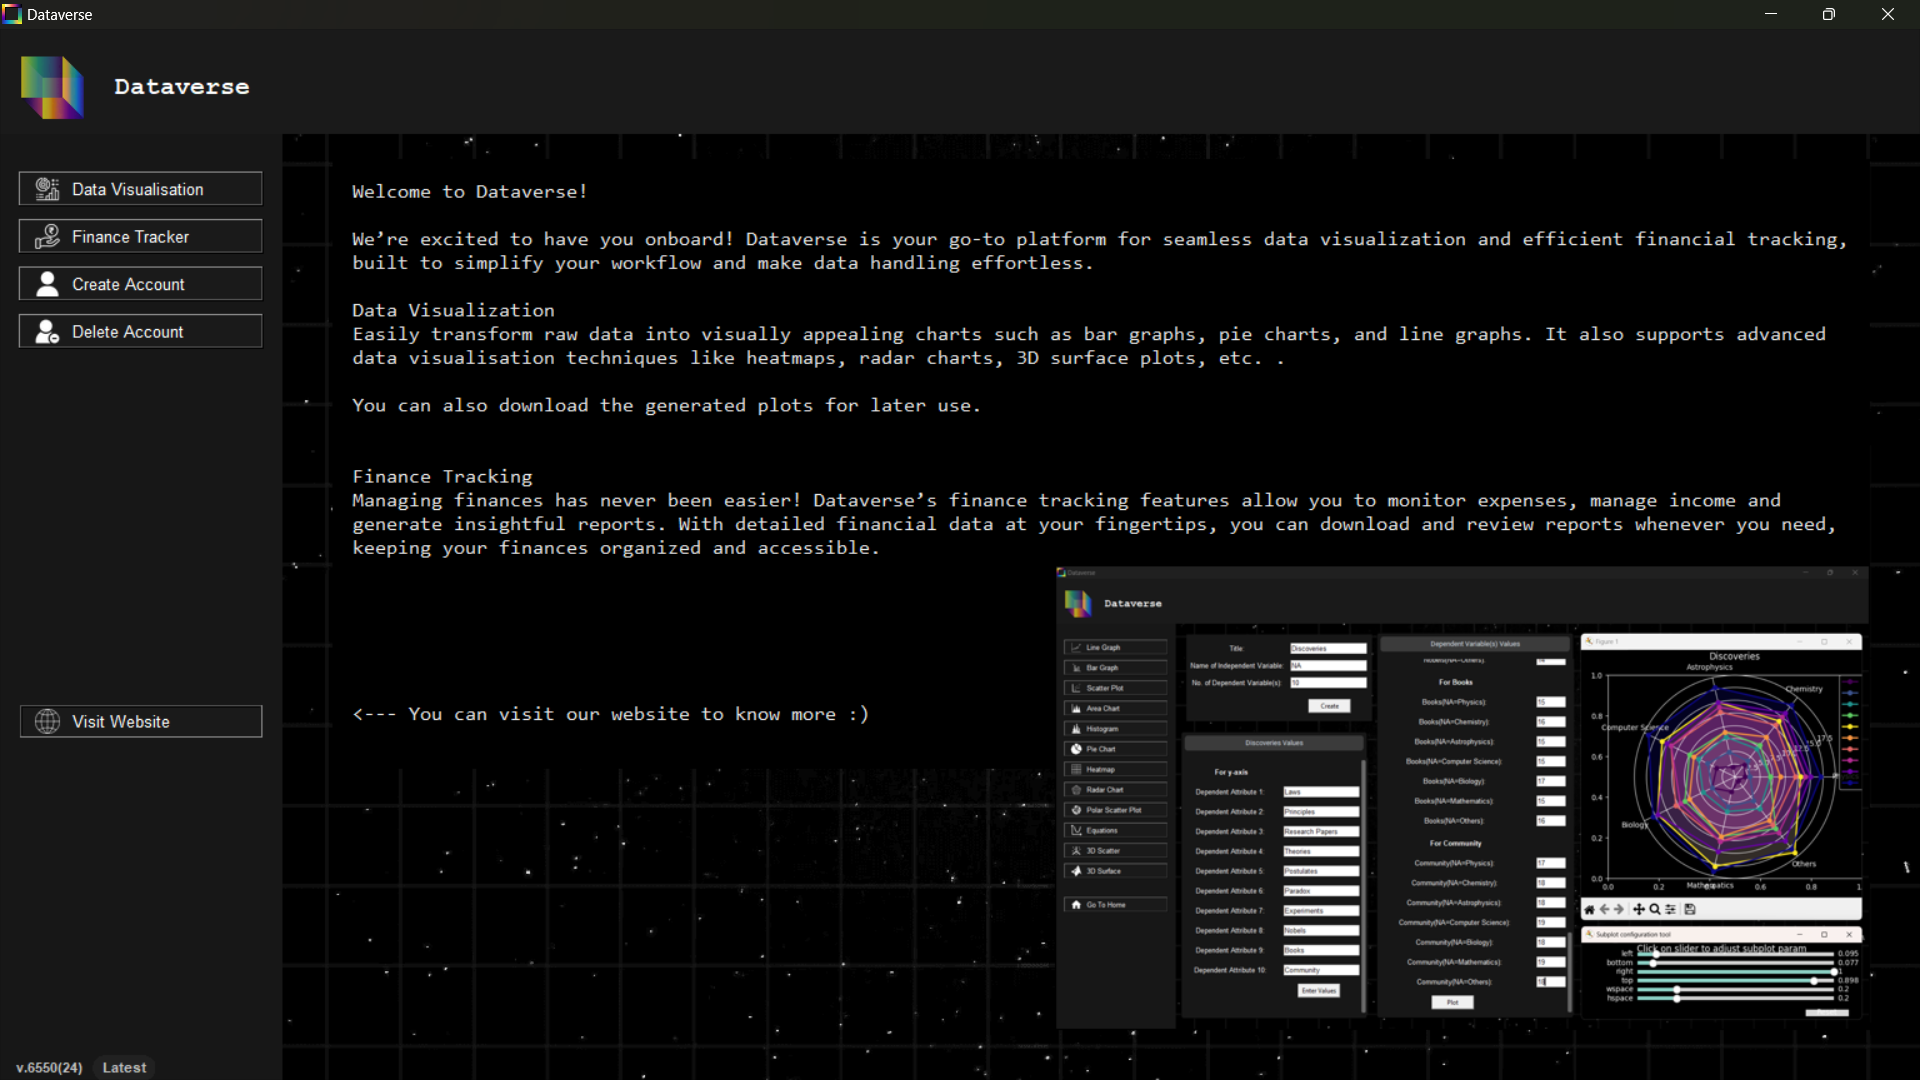 Dataverse
Dataverse
Data Visualisation
Finance Tracker
Create Account
Delete Account
Visit Website
v.6550(24) Latest
Welcome to Dataverse!
We’re excited to have you onboard! Dataverse is your go-to platform for seamless data visualization and efficient financial tracking,
built to simplify your workflow and make data handling effortless.
Data Visualization
Easily transform raw data into visually appealing charts such as bar graphs, pie charts, and line graphs. It also supports advanced
data visualisation techniques like heatmaps, radar charts, 3D surface plots, etc. .
You can also download the generated plots for later use.
Finance Tracking
Managing finances has never been easier! Dataverse’s finance tracking features allow you to monitor expenses, manage income and
generate insightful reports. With detailed financial data at your fingertips, you can download and review reports whenever you need,
keeping your finances organized and accessible.
<--- You can visit our website to know more :)
Dataverse
Dataverse
Line Graph
Bar Graph
Scatter Plot
Area Chart
Histogram
Pie Chart
Heatmap
Radar Chart
Polar Scatter Plot
Equations
3D Scatter
3D Surface
Go To Home
Title: Discoveries
Name of Independent Variable: NA
No. of Dependent Variable(s): 10
Create
Discoveries Values
For y-axis
Dependent Attribute 1: Laws
Dependent Attribute 2: Principles
Dependent Attribute 3: Research Papers
Dependent Attribute 4: Theories
Dependent Attribute 5: Postulates
Dependent Attribute 6: Paradox
Dependent Attribute 7: Experiments
Dependent Attribute 8: Nobels
Dependent Attribute 9: Books
Dependent Attribute 10: Community
Enter Values
Dependent Variable(s) Values
For Books
Books(NA=Physics): 15
Books(NA=Chemistry): 16
Books(NA=Astrophysics): 15
Books(NA=Computer Science): 15
Books(NA=Biology): 17
Books(NA=Mathematics): 15
Books(NA=Others): 16
For Community
Community(NA=Physics): 17
Community(NA=Chemistry): 18
Community(NA=Astrophysics): 18
Community(NA=Computer Science): 19
Community(NA=Biology): 18
Community(NA=Mathematics): 19
Community(NA=Others): 18
Plot
Figure 1
Discoveries
Astrophysics
Chemistry
Computer Science
Biology
Mathematics
Others
1.0
0.8
0.6
0.4
0.2
0.0
0.0 0.2 0.6 0.8 1.
Subplot configuration tool
Click on slider to adjust subplot param
left 0.095
bottom 0.077
right 1
top 0.898
wspace 0.2
hspace 0.2